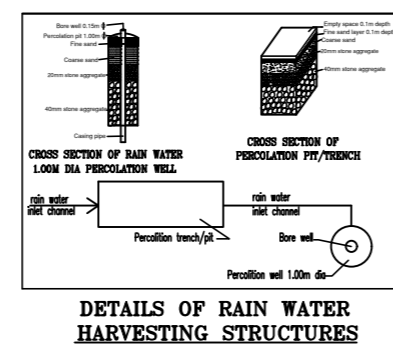 Bore well 0.15m ϕ
Percolation pit 1.00m ϕ
Fine sand
Coarse sand
20mm stone aggregate
40mm stone aggregate
Casing pipe
CROSS SECTION OF RAIN WATER
1.00M DIA PERCOLATION WELL
Empty space 0.1m depth
Fine sand layer 0.1m dept
Coarse sand
20mm stone aggregate
40mm stone aggregate
CROSS SECTION OF
PERCOLATION PIT/TRENCH
rain water
inlet channel
Percolition trench/pit
rain water
inlet channel
Bore well
Percolition well 1.00m dia
DETAILS OF RAIN WATER
HARVESTING STRUCTURES